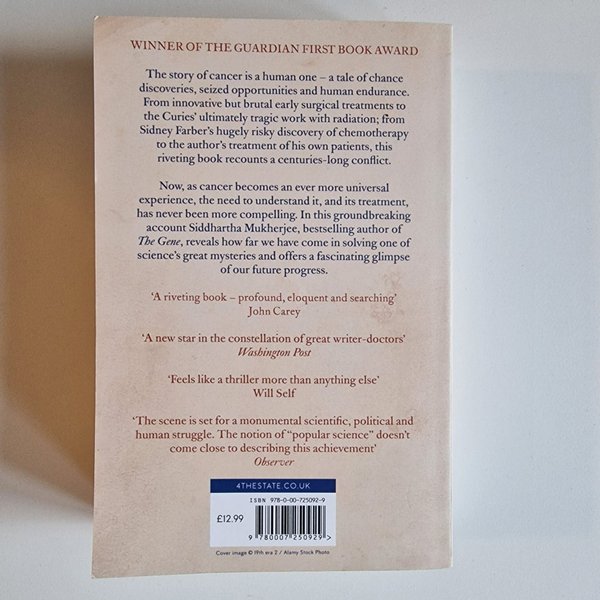 WINNER OF THE GUARDIAN FIRST BOOK AWARD
The story of cancer is a human one – a tale of chance
discoveries, seized opportunities and human endurance.
From innovative but brutal early surgical treatments to
the Curies' ultimately tragic work with radiation; from
Sidney Farber's hugely risky discovery of chemotherapy
to the author's treatment of his own patients, this
riveting book recounts a centuries-long conflict.
Now, as cancer becomes an ever more universal
experience, the need to understand it, and its treatment,
has never been more compelling. In this groundbreaking
account Siddhartha Mukherjee, bestselling author of
The Gene, reveals how far we have come in solving one of
science's great mysteries and offers a fascinating glimpse
of our future progress.
'A riveting book – profound, eloquent and searching'
John Carey
'A new star in the constellation of great writer-doctors'
Washington Post
'Feels like a thriller more than anything else'
Will Self
'The scene is set for a monumental scientific, political and
human struggle. The notion of "popular science" doesn't
come close to describing this achievement'
Observer
4THESTATE.CO.UK
ISBN 978-0-00-725092-9
£12.99
9 780007 250929 >
Cover image © 19th era 2 / Alamy Stock Photo